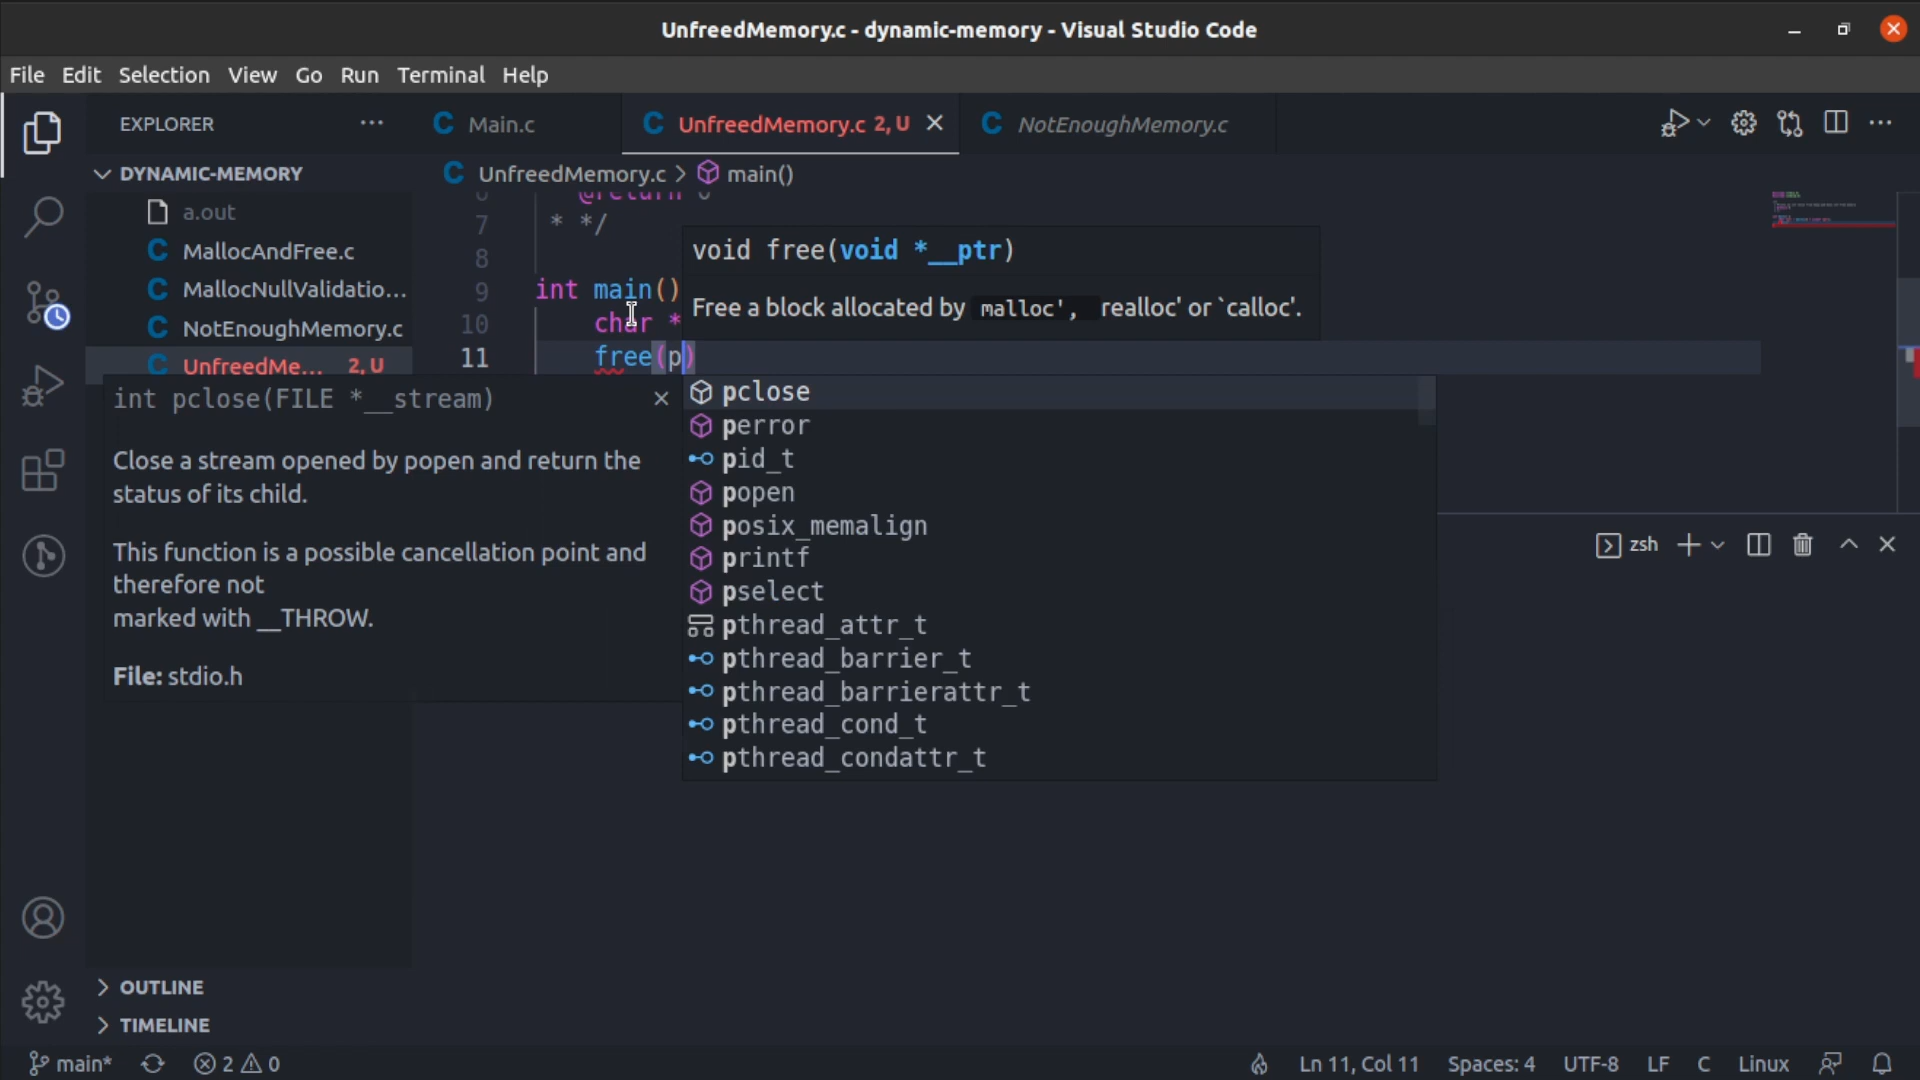 UnfreedMemory.c - dynamic-memory - Visual Studio Code
File Edit Selection View Go Run Terminal Help
EXPLORER
Main.c
UnfreedMemory.c 2, U
NotEnoughMemory.c
DYNAMIC-MEMORY
UnfreedMemory.c > main()
a.out
MallocAndFree.c
MallocNullValidatio...
NotEnoughMemory.c
UnfreedMe... 2, U
6 @return 0
7 * */
8
9 int main()
10 char *
11 free(p)
void free(void *__ptr)
Free a block allocated by malloc', realloc' or `calloc'.
int pclose(FILE *__stream)
Close a stream opened by popen and return the
status of its child.
This function is a possible cancellation point and
therefore not
marked with __THROW.
File: stdio.h
pclose
perror
pid_t
popen
posix_memalign
printf
pselect
pthread_attr_t
pthread_barrier_t
pthread_barrierattr_t
pthread_cond_t
pthread_condattr_t
zsh
OUTLINE
TIMELINE
main* 2 0 Ln 11, Col 11 Spaces: 4 UTF-8 LF C Linux